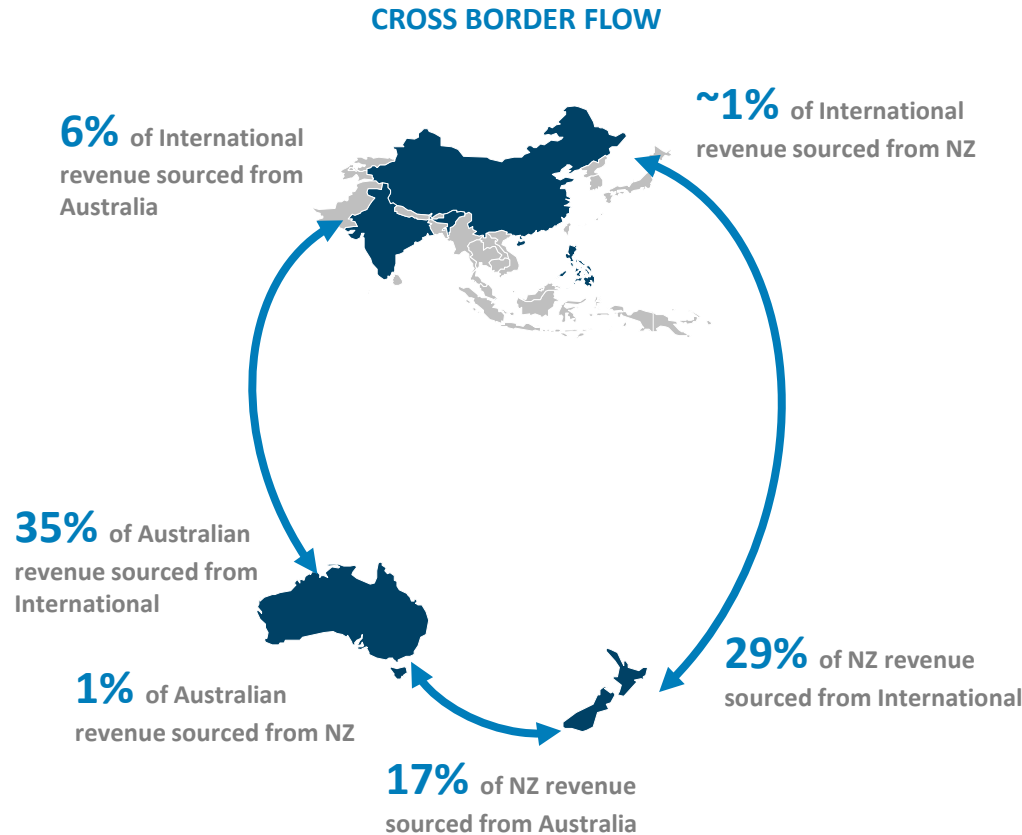 CROSS BORDER FLOW
6% of International
revenue sourced from
Australia
~1% of International
revenue sourced from NZ
35% of Australian
revenue sourced from
International
1% of Australian
revenue sourced from NZ
29% of NZ revenue
sourced from International
17% of NZ revenue
sourced from Australia